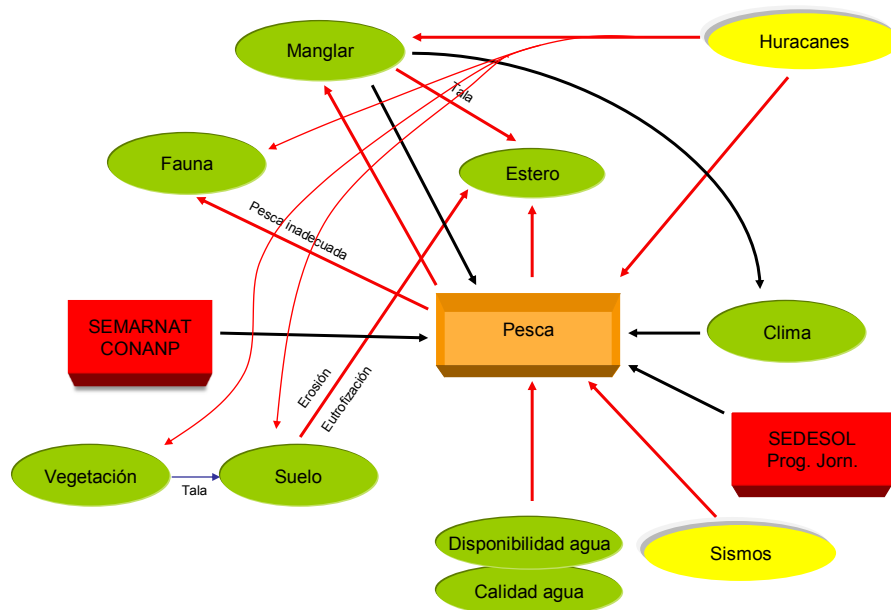 Manglar
Huracanes
Tala
Fauna
Estero
Pesca inadecuada
SEMARNAT
CONANP
Pesca
Clima
Erosión
Eutrofización
SEDESOL
Prog. Jorn.
Vegetación
Tala
Suelo
Disponibilidad agua
Calidad agua
Sismos